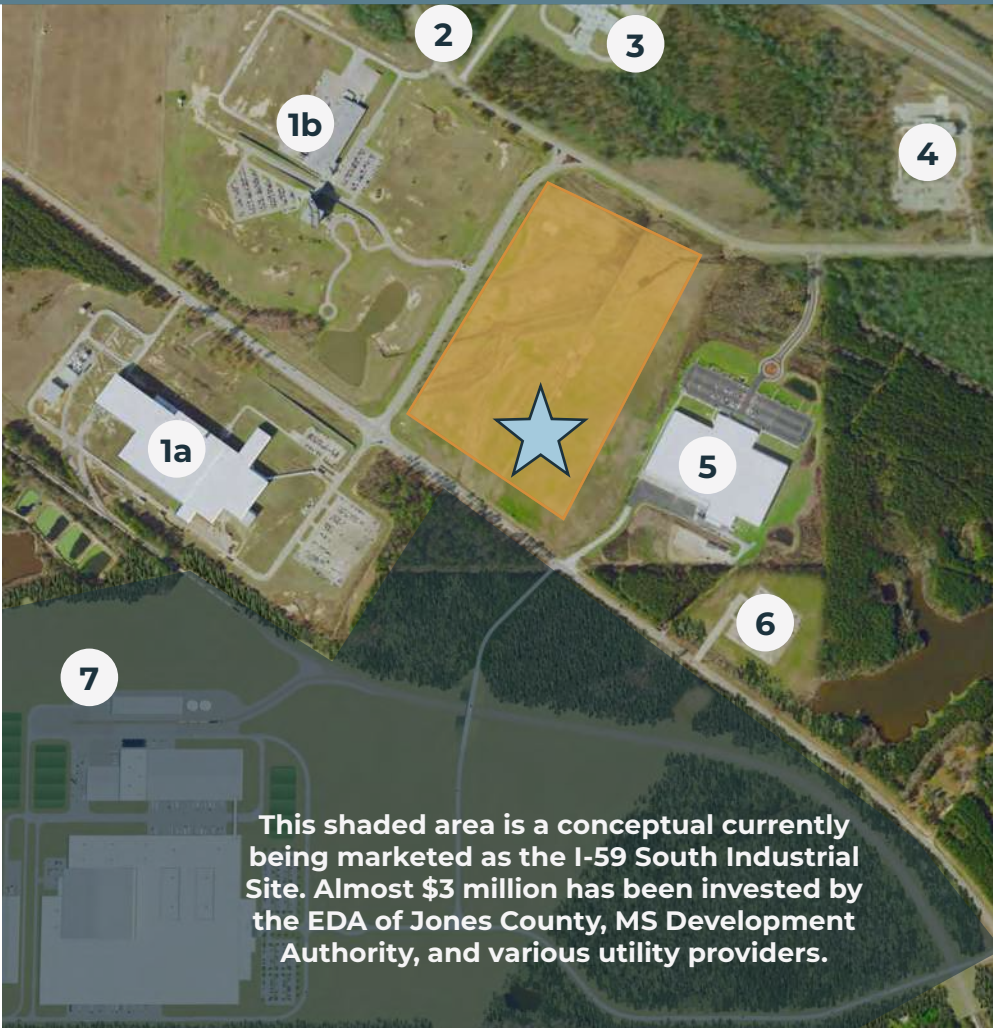 2
3
1b
4
1a
5
6
7
This shaded area is a conceptual currently
being marketed as the I-59 South Industrial
Site. Almost $3 million has been invested by
the EDA of Jones County, MS Development
Authority, and various utility providers.